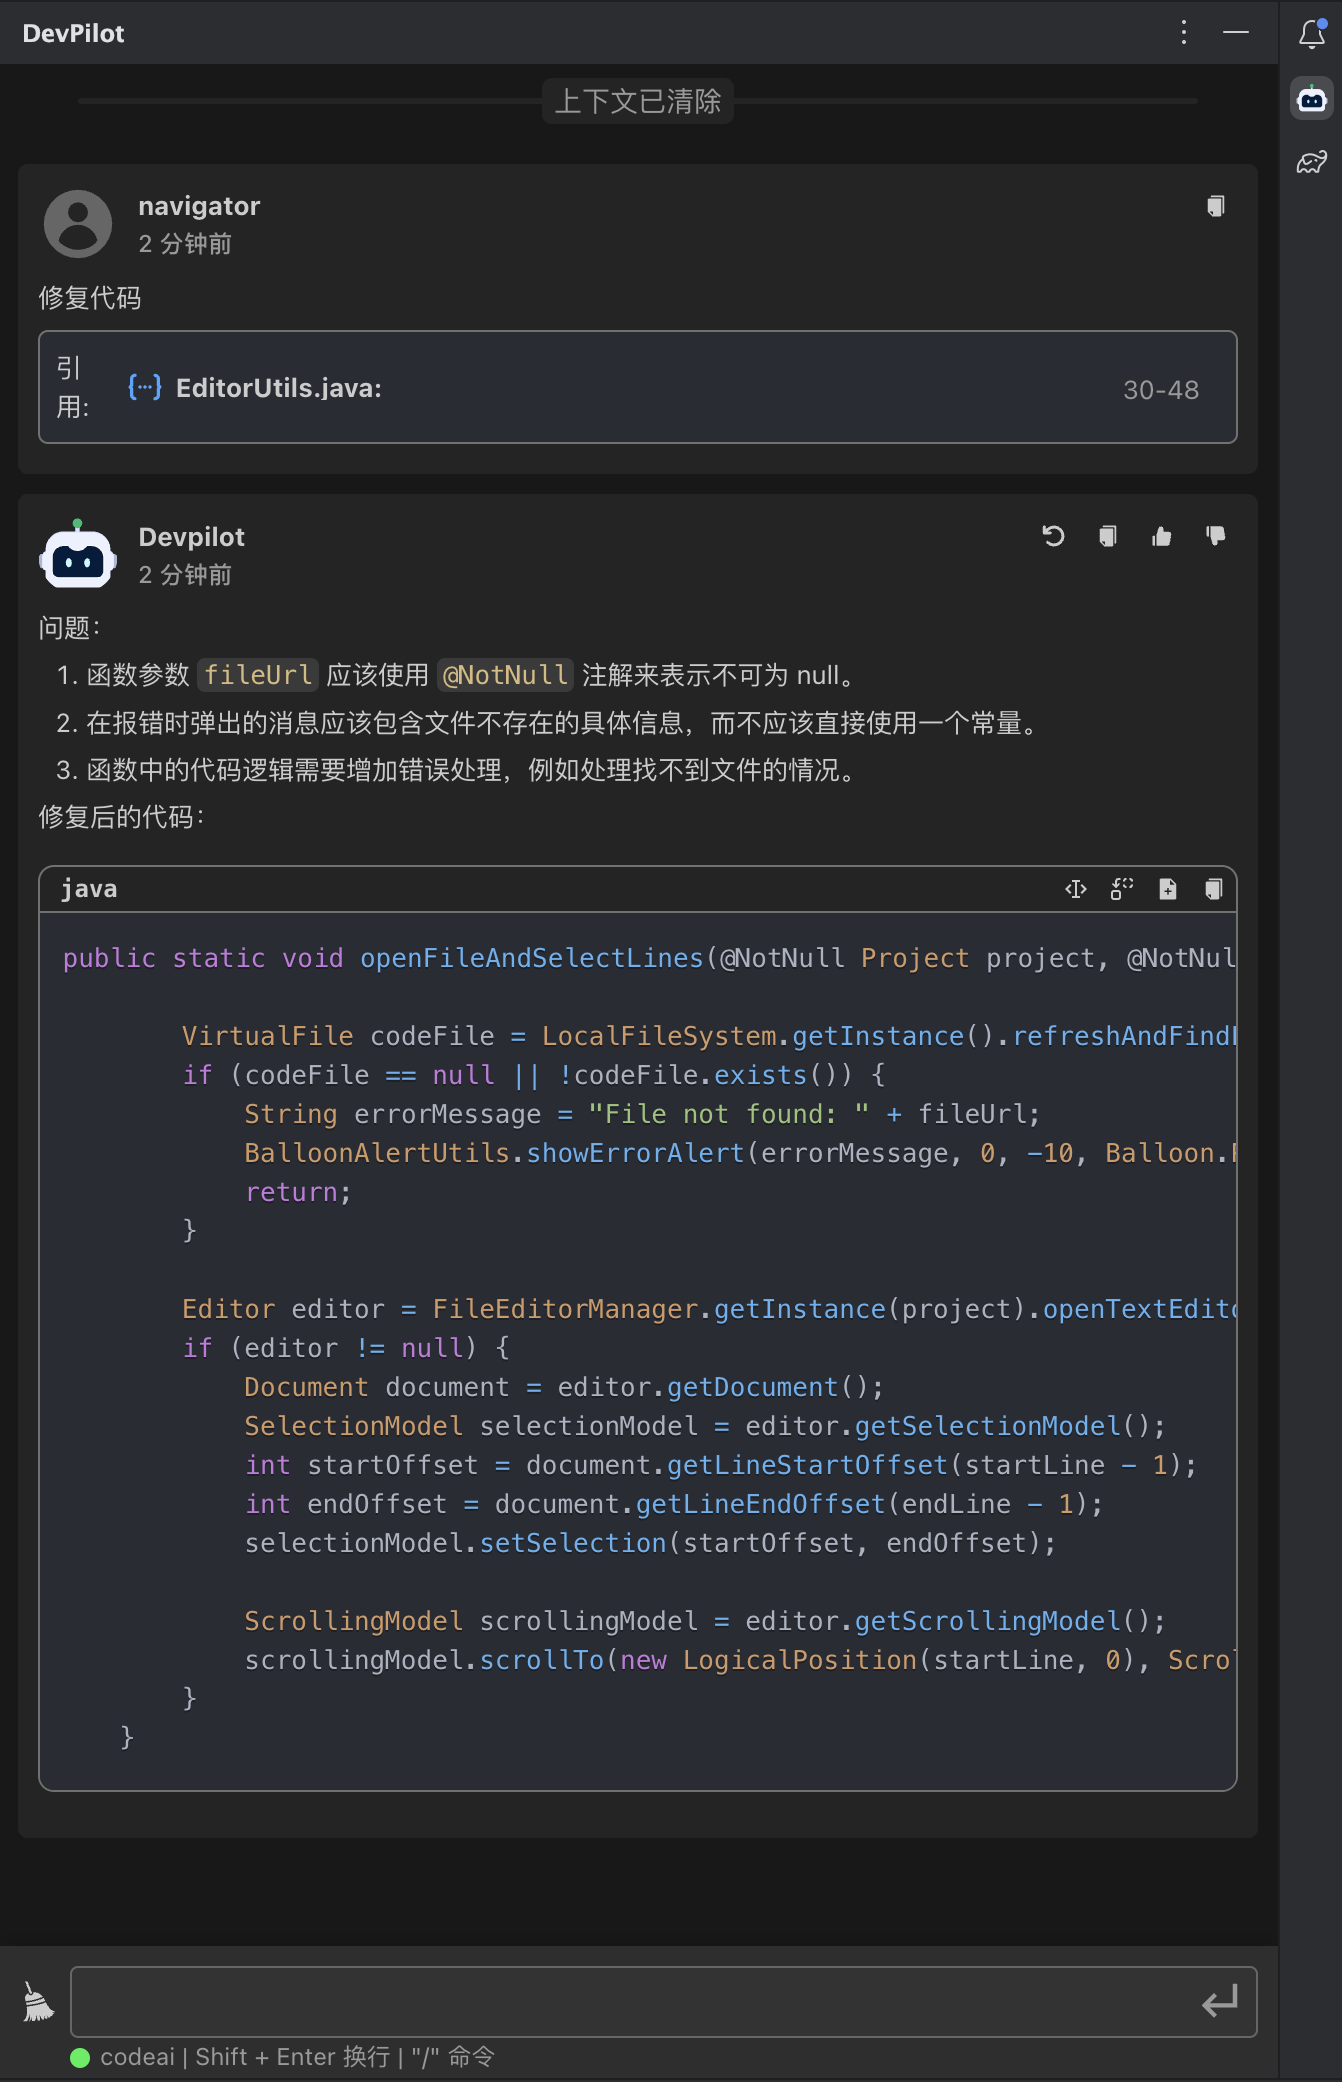 DevPilot
上下文已清除
navigator
2 分钟前
修复代码
引用:
EditorUtils.java:
30-48
Devpilot
2 分钟前
问题：
1. 函数参数 fileUrl 应该使用 @NotNull 注解来表示不可为 null。
2. 在报错时弹出的消息应该包含文件不存在的具体信息，而不应该直接使用一个常量。
3. 函数中的代码逻辑需要增加错误处理，例如处理找不到文件的情况。
修复后的代码：
java
public static void openFileAndSelectLines(@NotNull Project project, @NotNul
VirtualFile codeFile = LocalFileSystem.getInstance().refreshAndFind
if (codeFile == null || !codeFile.exists()) {
String errorMessage = "File not found: " + fileUrl;
BalloonAlertUtils.showErrorAlert(errorMessage, 0, -10, Balloon.
return;
}
Editor editor = FileEditorManager.getInstance(project).openTextEdito
if (editor != null) {
Document document = editor.getDocument();
SelectionModel selectionModel = editor.getSelectionModel();
int startOffset = document.getLineStartOffset(startLine - 1);
int endOffset = document.getLineEndOffset(endLine - 1);
selectionModel.setSelection(startOffset, endOffset);
ScrollingModel scrollingModel = editor.getScrollingModel();
scrollingModel.scrollTo(new LogicalPosition(startLine, 0), Scro
}
}
codeai | Shift + Enter 换行 | "/" 命令